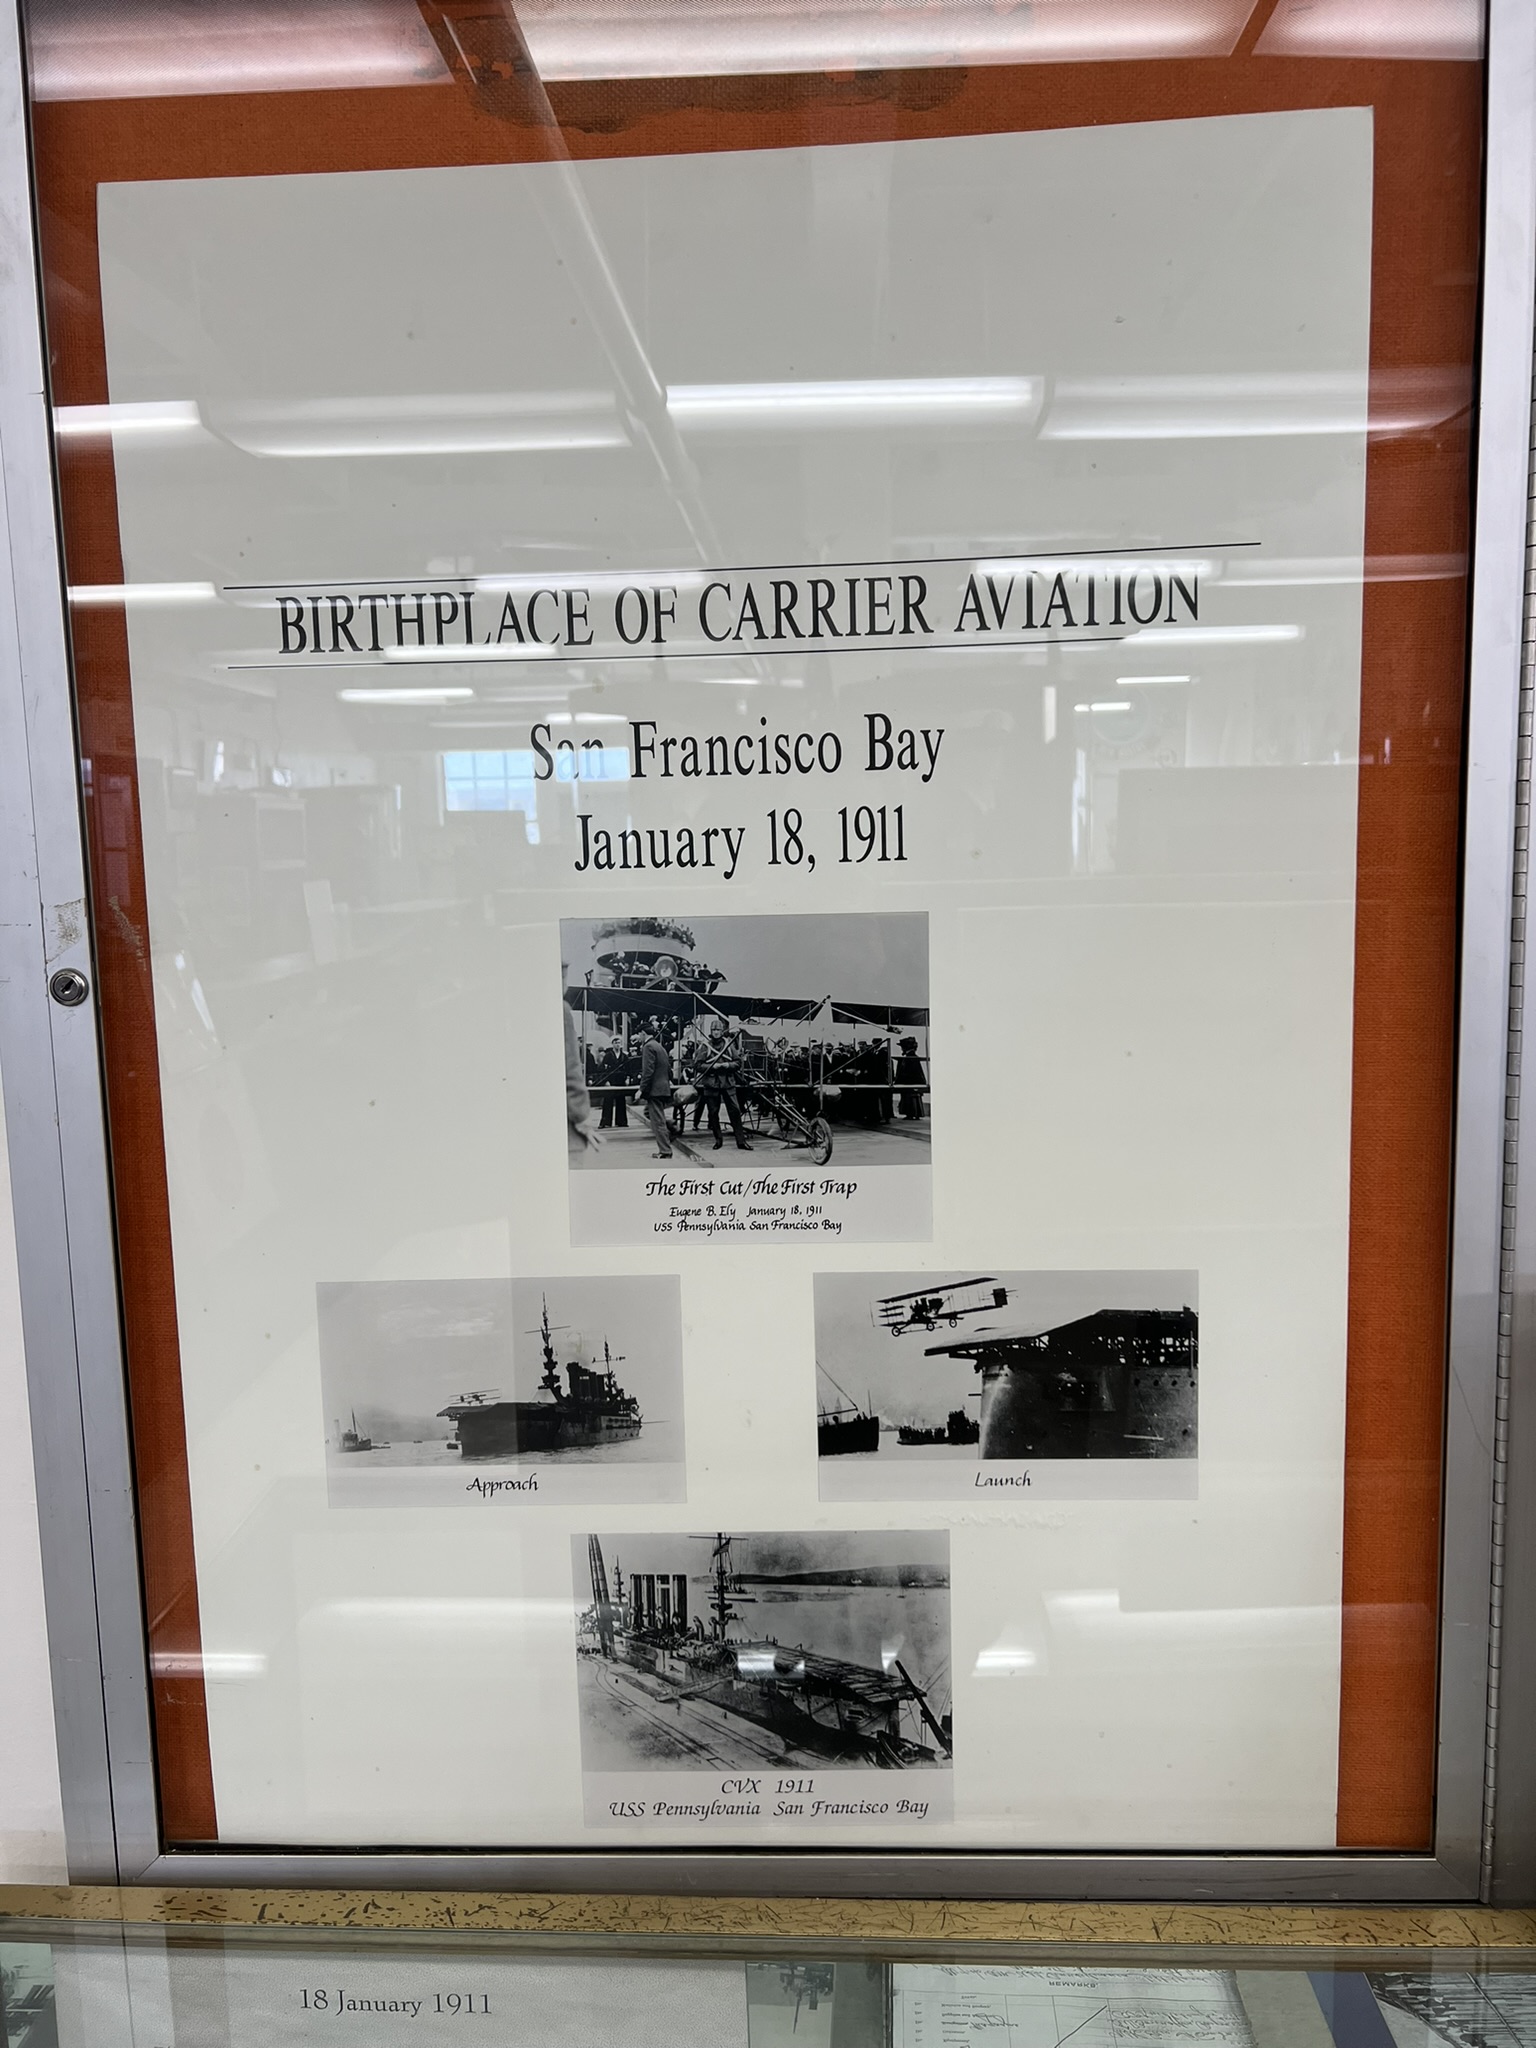 BIRTHPLACE OF CARRIER AVIATION
San Francisco Bay
January 18, 1911
The First Cut/The First Trap
Eugene B. Ely January 18, 1911
USS Pennsylvania San Francisco Bay
Approach
Launch
CVX 1911
USS Pennsylvania San Francisco Bay
18 January 1911
REMARKS